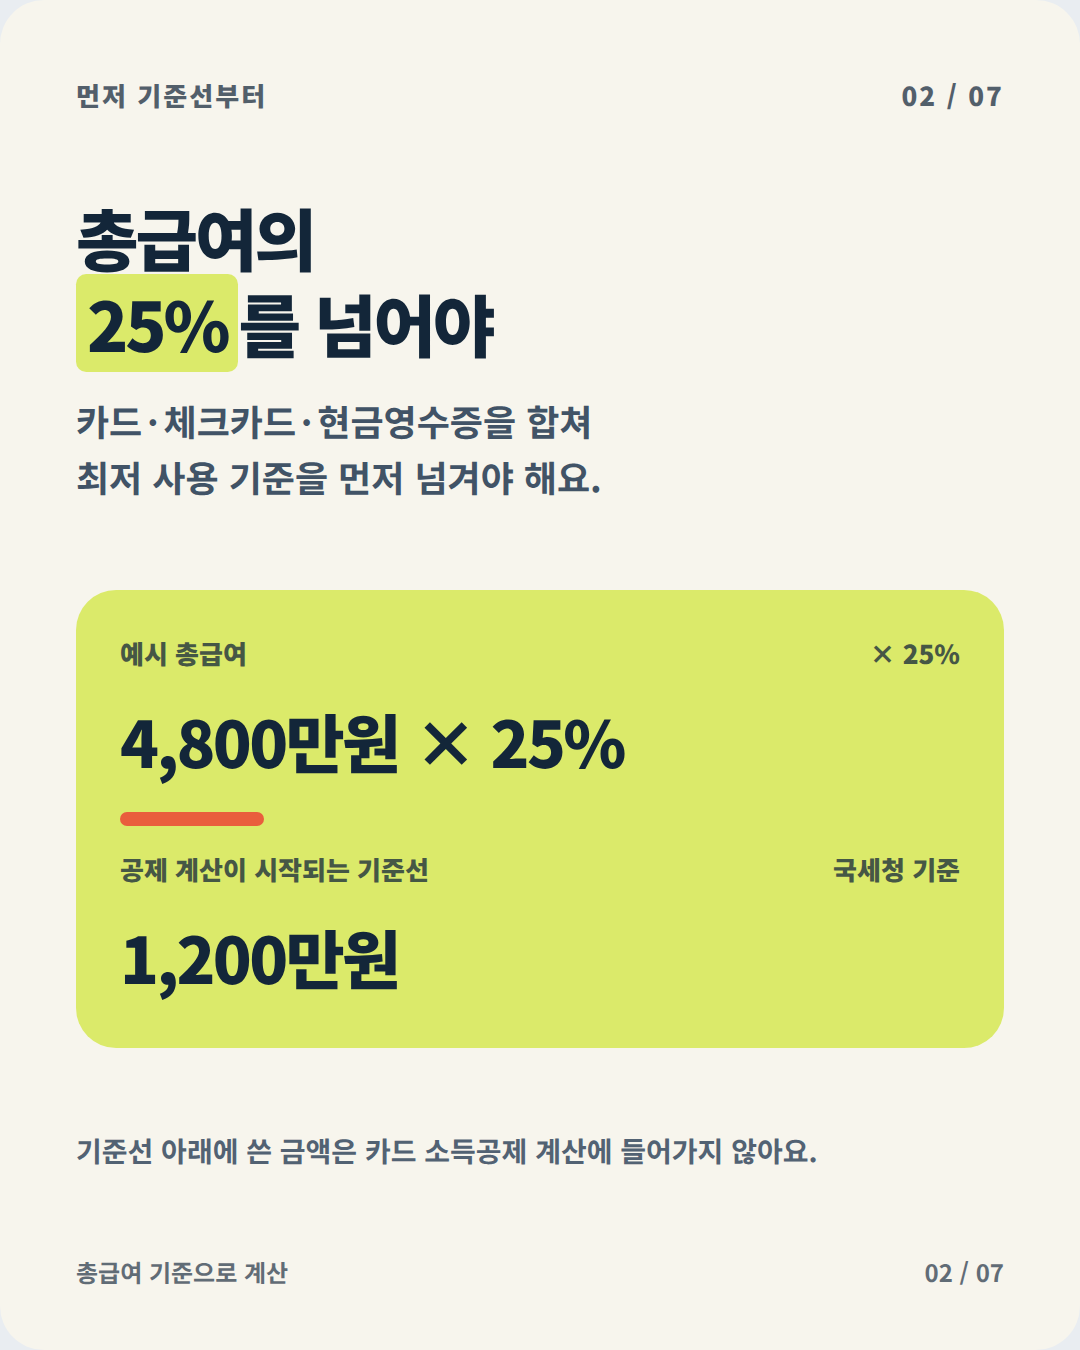 먼저 기준선부터
02 / 07
총급여의
25%를 넘어야
카드·체크카드·현금영수증을 합쳐
최저 사용 기준을 먼저 넘겨야 해요.
예시 총급여
× 25%
4,800만원 × 25%
공제 계산이 시작되는 기준선
국세청 기준
1,200만원
기준선 아래에 쓴 금액은 카드 소득공제 계산에 들어가지 않아요.
총급여 기준으로 계산
02 / 07